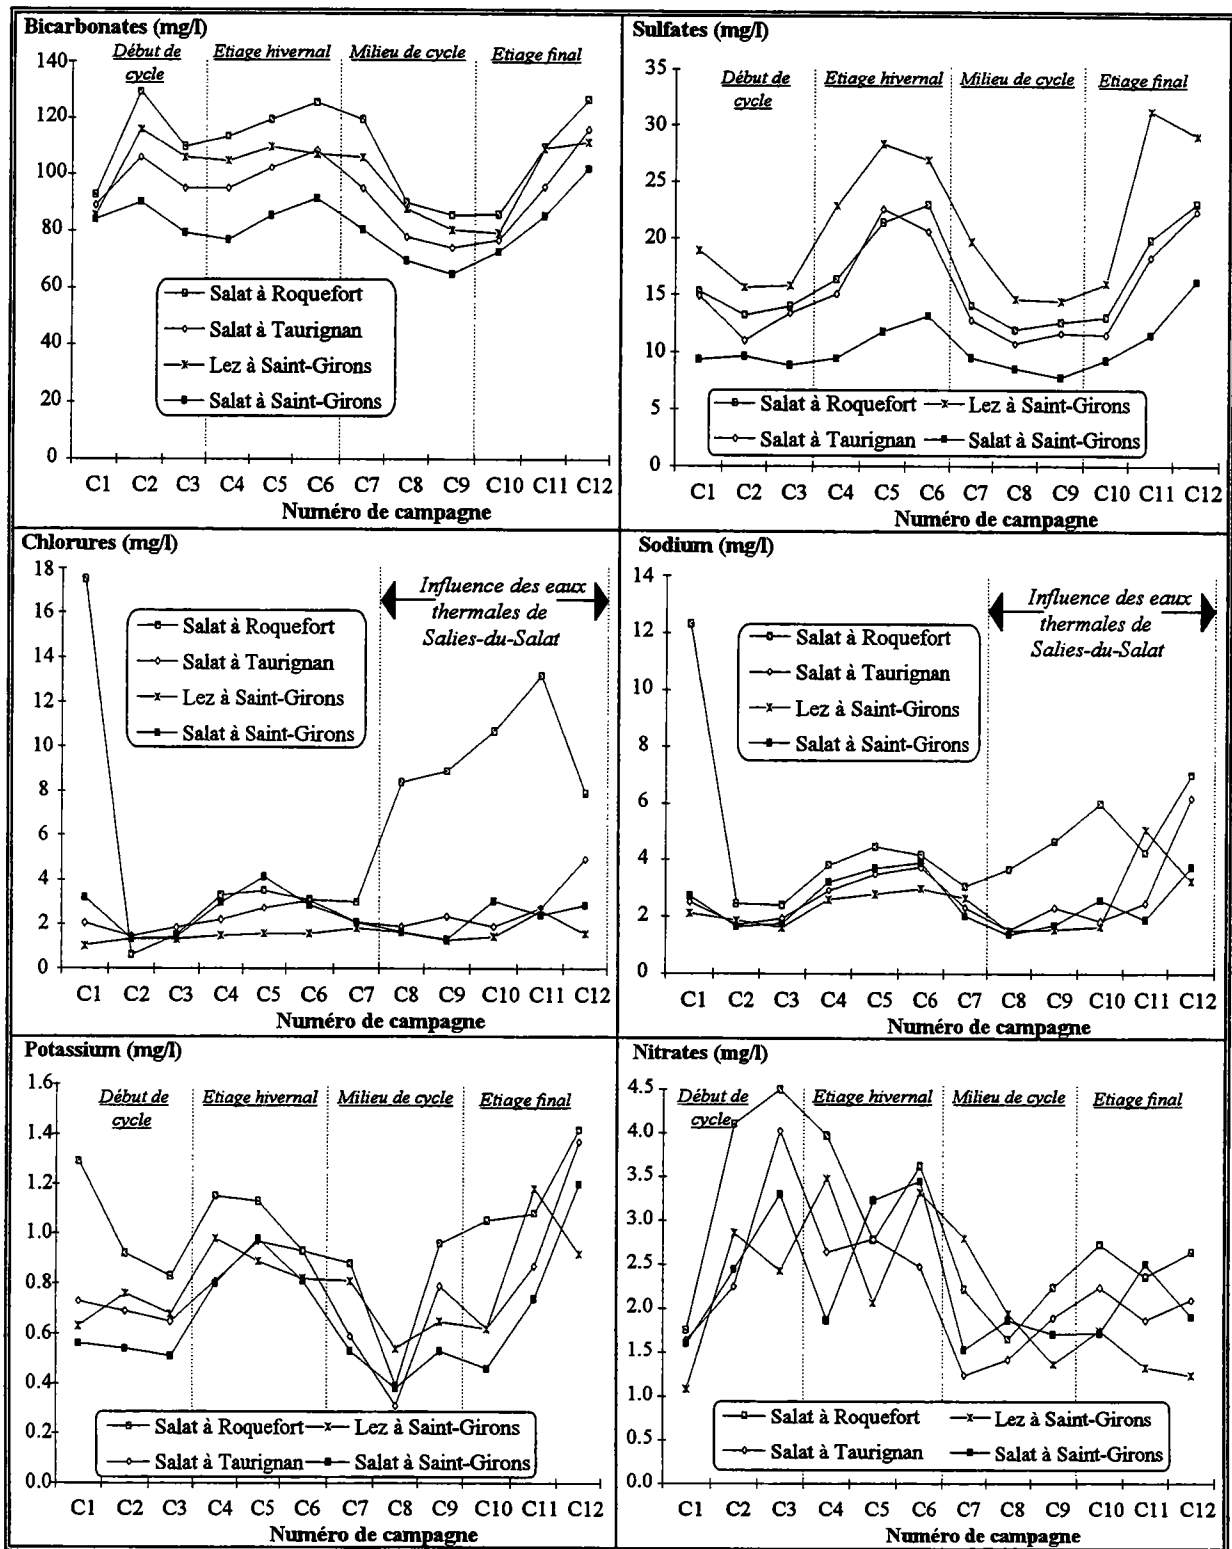 Bicarbonates (mg/l)
Début de cycle
Etiage hivernal
Milieu de cycle
Etiage final
140
120
100
80
60
40
20
0
Salat à Roquefort
Salat à Taurignan
Lez à Saint-Girons
Salat à Saint-Girons
C1 C2 C3 C4 C5 C6 C7 C8 C9 C10 C11 C12
Numéro de campagne
Sulfates (mg/l)
Début de cycle
Etiage hivernal
Milieu de cycle
Etiage final
35
30
25
20
15
10
5
0
Salat à Roquefort
Lez à Saint-Girons
Salat à Taurignan
Salat à Saint-Girons
C1 C2 C3 C4 C5 C6 C7 C8 C9 C10 C11 C12
Numéro de campagne
Chlorures (mg/l)
18
16
14
12
10
8
6
4
2
0
Influence des eaux
thermales de
Salies-du-Salat
Salat à Roquefort
Salat à Taurignan
Lez à Saint-Girons
Salat à Saint-Girons
C1 C2 C3 C4 C5 C6 C7 C8 C9 C10 C11 C12
Numéro de campagne
Sodium (mg/l)
14
12
10
8
6
4
2
0
Influence des eaux
thermales de
Salies-du-Salat
Salat à Roquefort
Salat à Taurignan
Lez à Saint-Girons
Salat à Saint-Girons
C1 C2 C3 C4 C5 C6 C7 C8 C9 C10 C11 C12
Numéro de campagne
Potassium (mg/l)
Début de cycle
Etiage hivernal
Milieu de cycle
Etiage final
1.6
1.4
1.2
1.0
0.8
0.6
0.4
0.2
0.0
Salat à Roquefort
Lez à Saint-Girons
Salat à Taurignan
Salat à Saint-Girons
C1 C2 C3 C4 C5 C6 C7 C8 C9 C10 C11 C12
Numéro de campagne
Nitrates (mg/l)
Début de cycle
Etiage hivernal
Milieu de cycle
Etiage final
4.5
4.0
3.5
3.0
2.5
2.0
1.5
1.0
0.5
0.0
Salat à Roquefort
Lez à Saint-Girons
Salat à Taurignan
Salat à Saint-Girons
C1 C2 C3 C4 C5 C6 C7 C8 C9 C10 C11 C12
Numéro de campagne